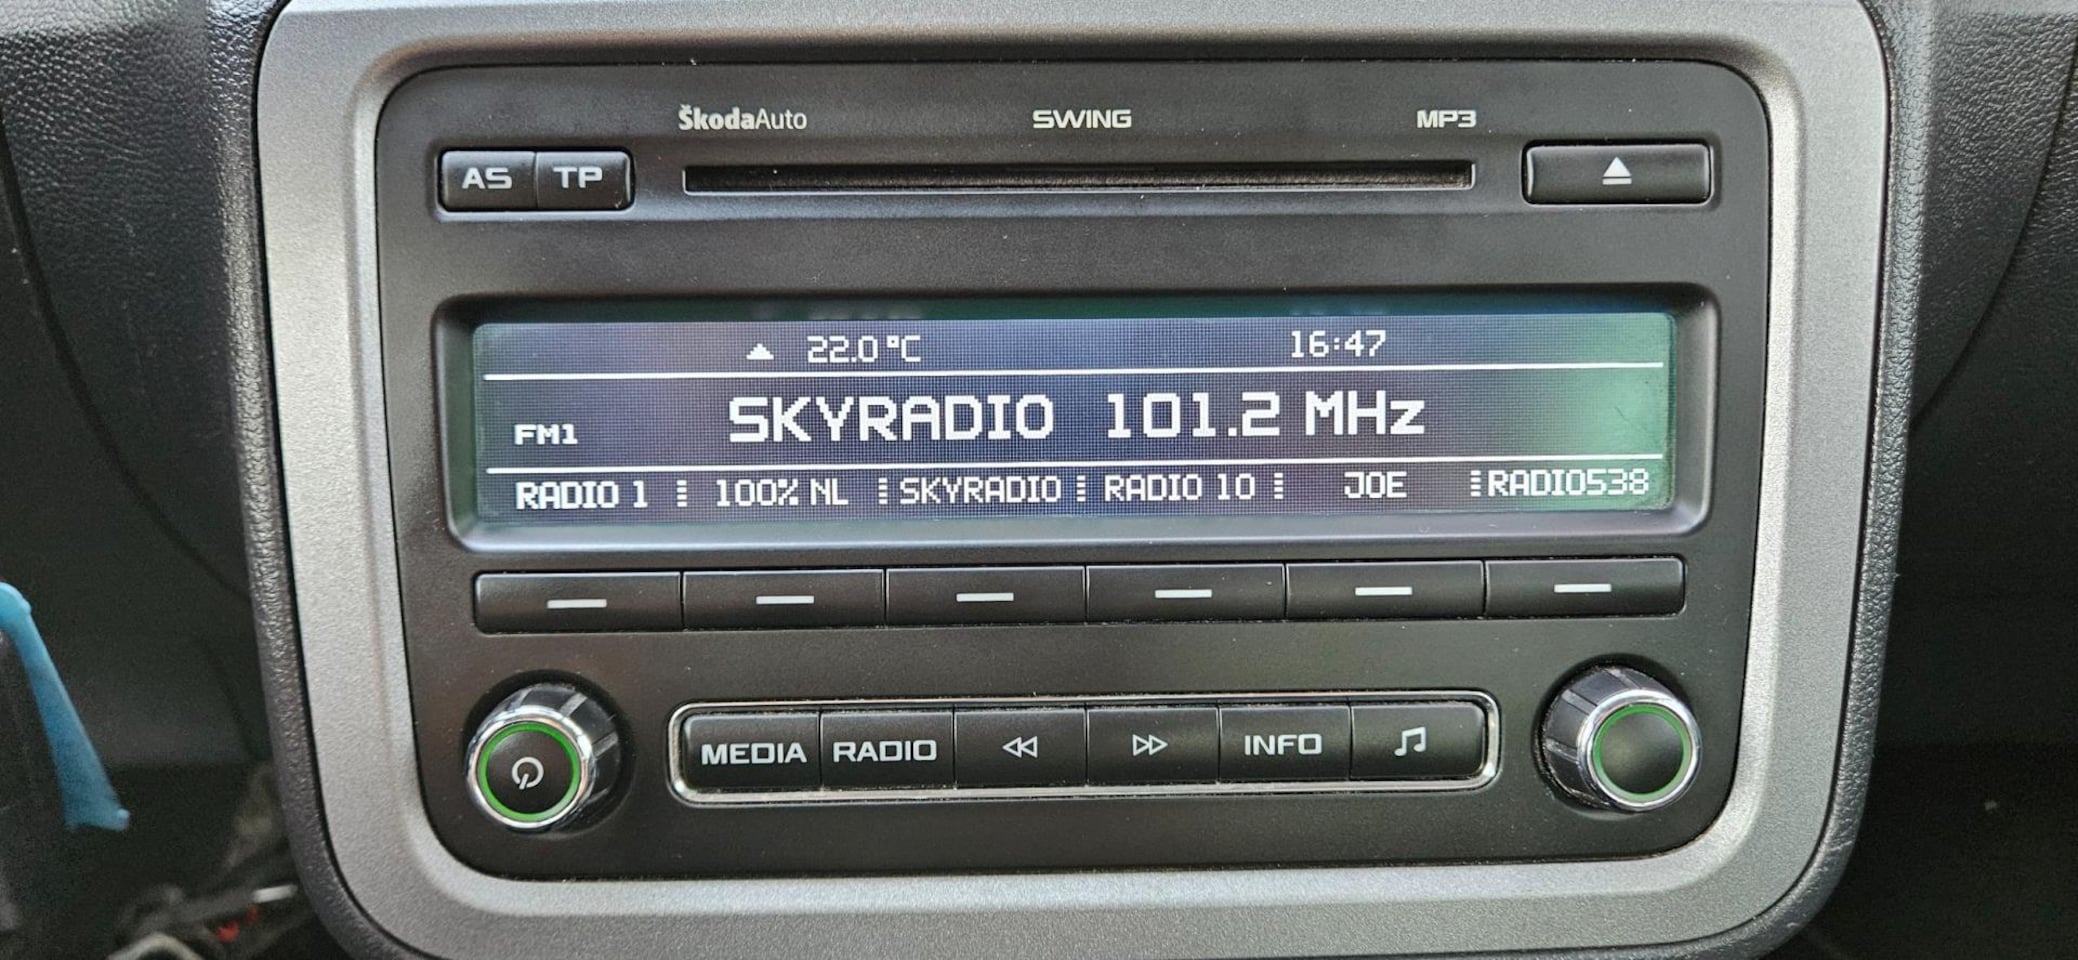 ŠkodaAuto SWING MP3
AS TP
22.0°C 16:47
FM1 SKYRADIO 101.2 MHz
RADIO 1 100% NL SKYRADIO RADIO 10 JOE RADIO538
MEDIA RADIO INFO